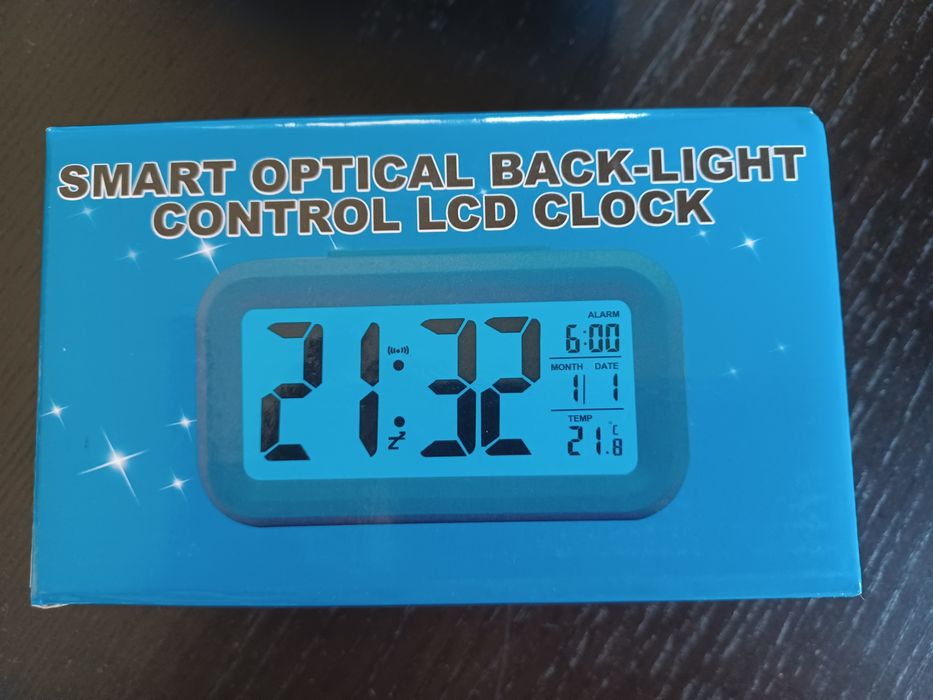 SMART OPTICAL BACK-LIGHT
CONTROL LCD CLOCK
21:32
ALARM
6:00
MONTH DATE
1 1
TEMP
21.8 °C
Zz